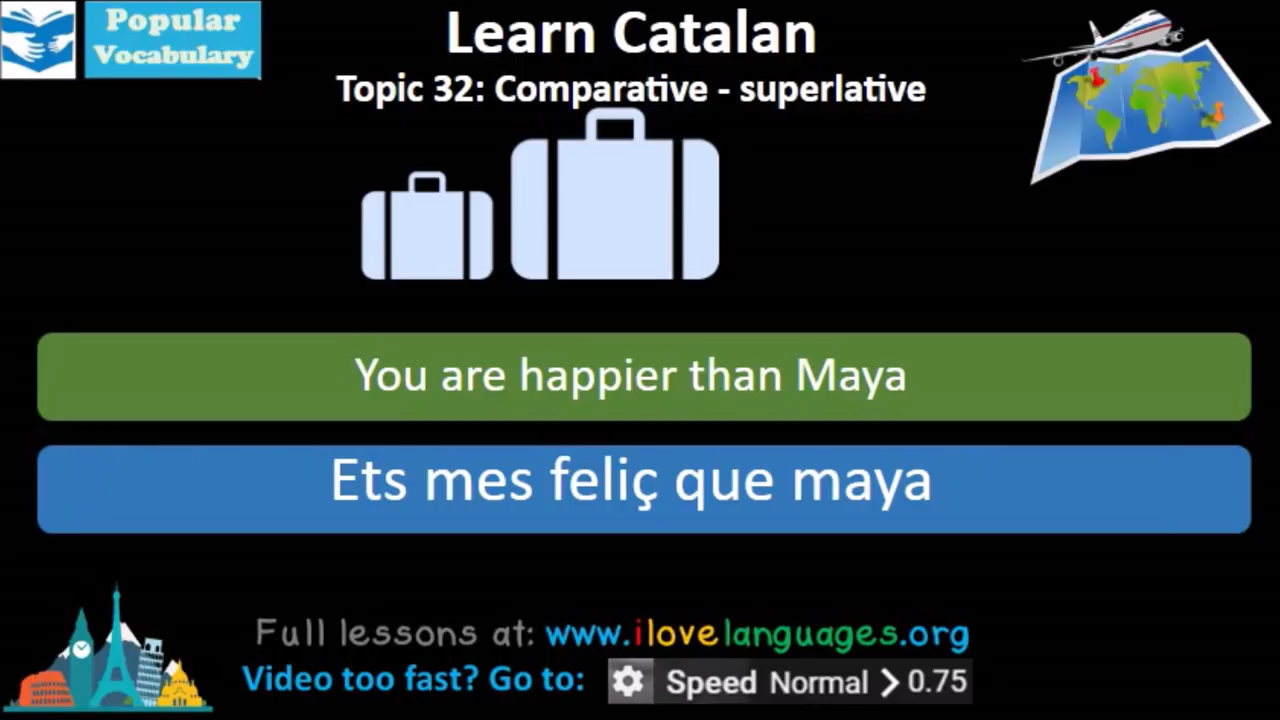 Popular
Vocabulary
Learn Catalan
Topic 32: Comparative - superlative
You are happier than Maya
Ets mes feliç que maya
Full lessons at: www.ilovelanguages.org
Video too fast? Go to: Speed Normal > 0.75